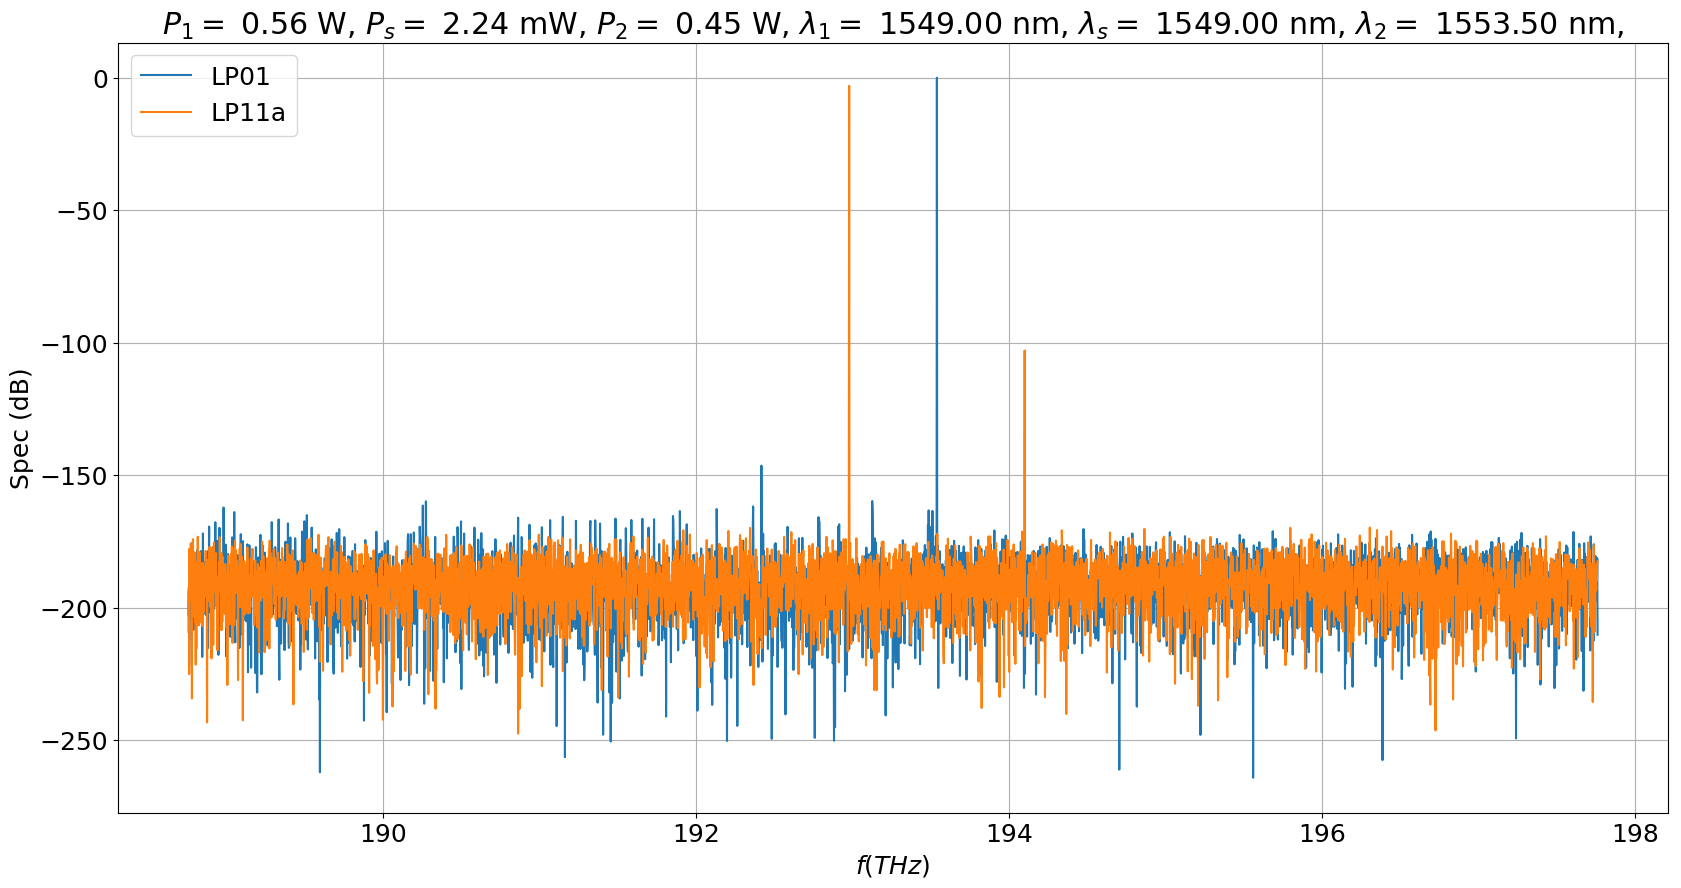 P₁ = 0.56 W, Pₛ = 2.24 mW, P₂ = 0.45 W, λ₁ = 1549.00 nm, λₛ = 1549.00 nm, λ₂ = 1553.50 nm,
LP01
LP11a
0
−50
−100
−150
−200
−250
Spec (dB)
190 192 194 196 198
f(THz)